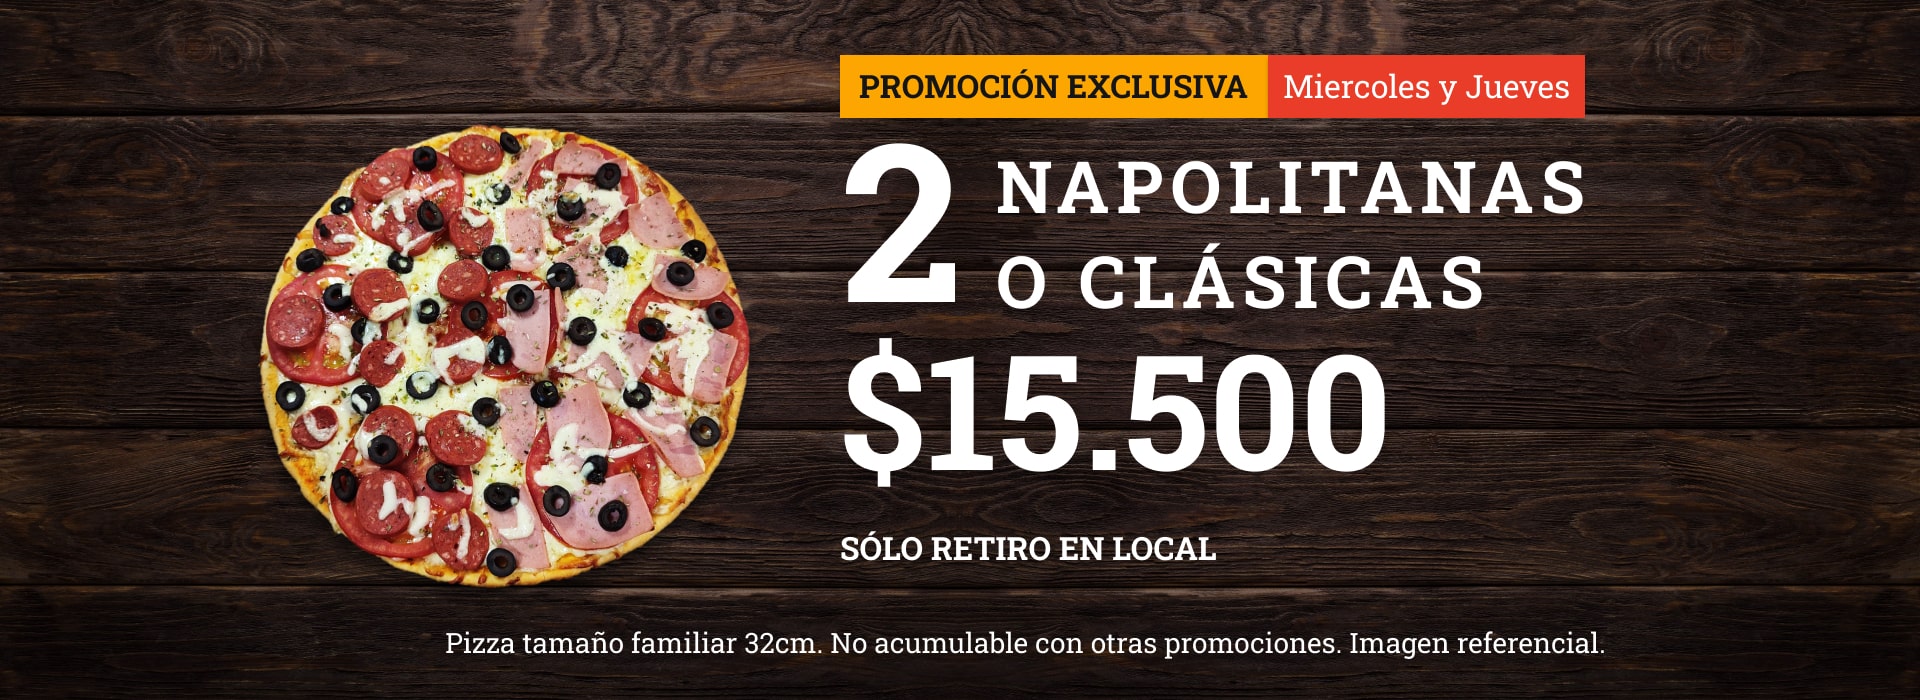 PROMOCIÓN EXCLUSIVA Miercoles y Jueves
2 NAPOLITANAS
O CLÁSICAS
$15.500
SÓLO RETIRO EN LOCAL
Pizza tamaño familiar 32cm. No acumulable con otras promociones. Imagen referencial.